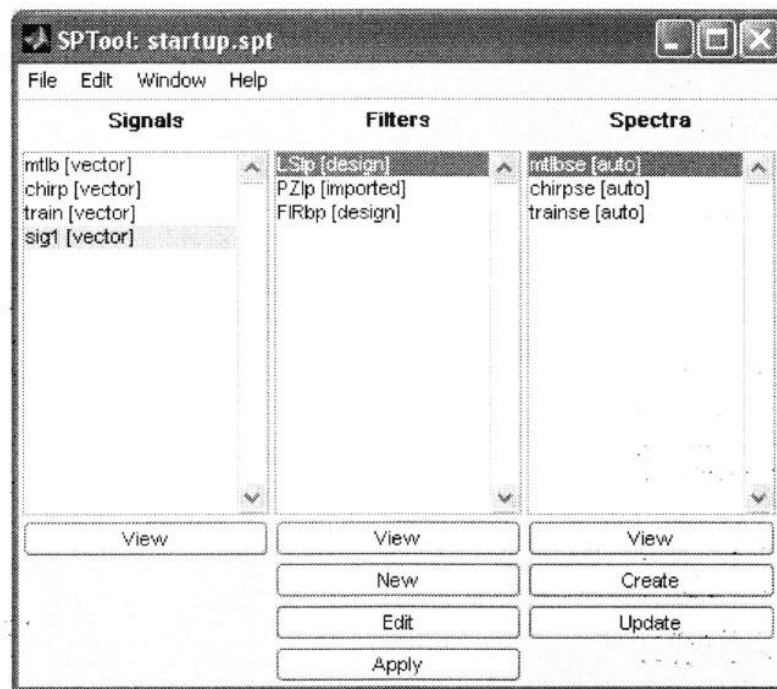 SPTool: startup.spt
File Edit Window Help
Signals
Filters
Spectra
mtlb [vector]
chirp [vector]
train [vector]
sig1 [vector]
LSlp [design]
PZlp [imported]
FIRbp [design]
mtlbse [auto]
chirpse [auto]
trainse [auto]
View
View
New
Edit
Apply
View
Create
Update